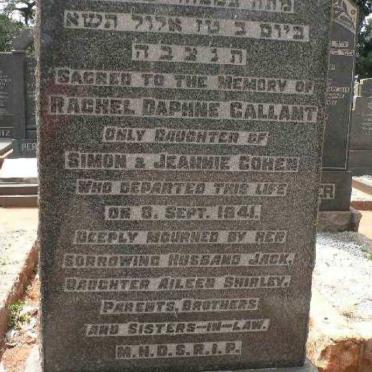 ביום ב טז אלול תשא
תנצבה
SACRED TO THE MEMORY OF
RACHEL DAPHNE GALLANT
ONLY DAUGHTER OF
SIMON & JEANNIE COHEN
WHO DEPARTED THIS LIFE
ON 8. SEPT. 1941.
DEEPLY MOURNED BY HER
SORROWING HUSBAND JACK,
DAUGHTER AILEEN SHIRLEY,
PARENTS, BROTHERS
AND SISTERS-IN-LAW.
M.H.D.S.R.I.P.